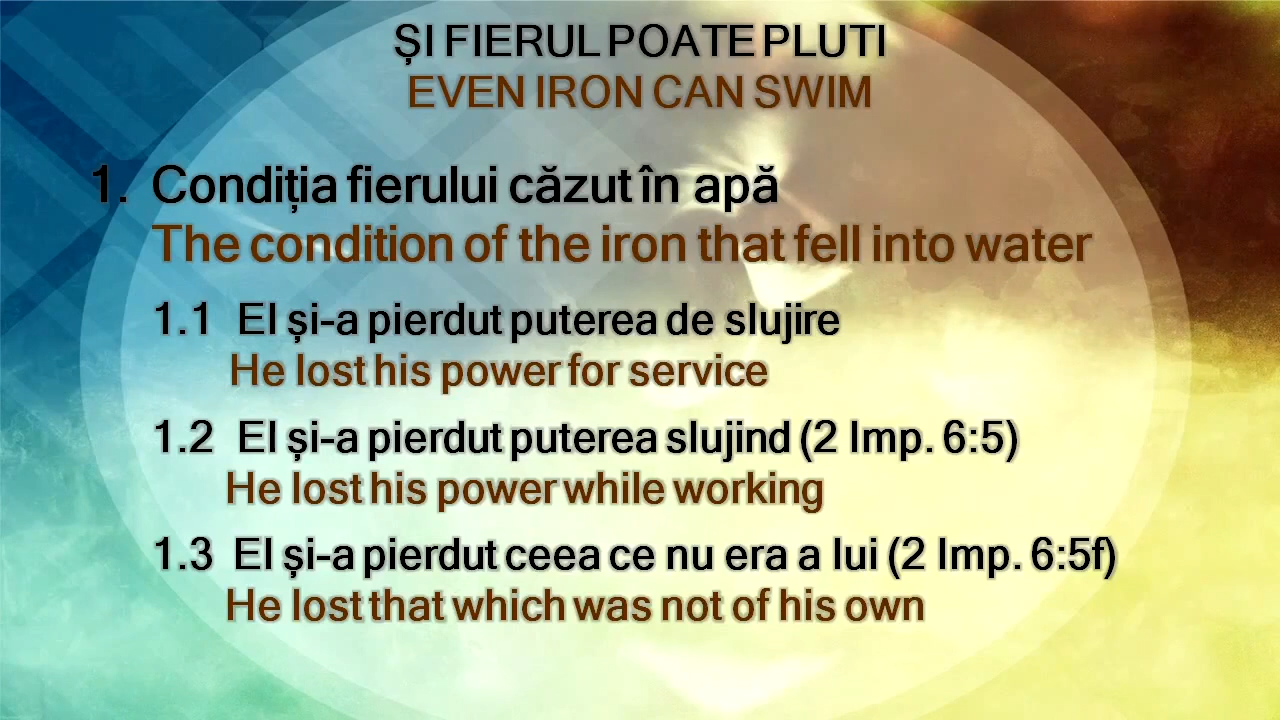 ȘI FIERUL POATE PLUTI
EVEN IRON CAN SWIM
1. Condiția fierului căzut în apă
The condition of the iron that fell into water
1.1 El și-a pierdut puterea de slujire
He lost his power for service
1.2 El și-a pierdut puterea slujind (2 Imp. 6:5)
He lost his power while working
1.3 El și-a pierdut ceea ce nu era a lui (2 Imp. 6:5f)
He lost that which was not of his own